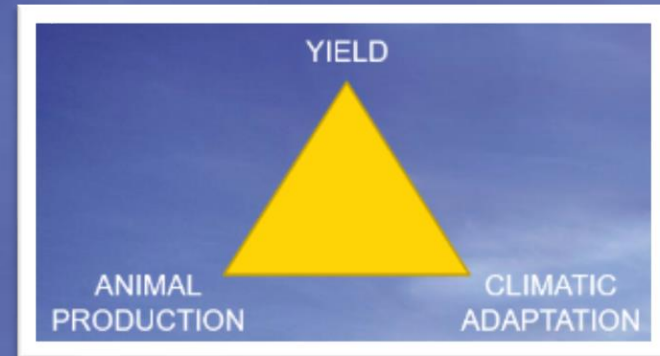 YIELD
ANIMAL
PRODUCTION
CLIMATIC
ADAPTATION